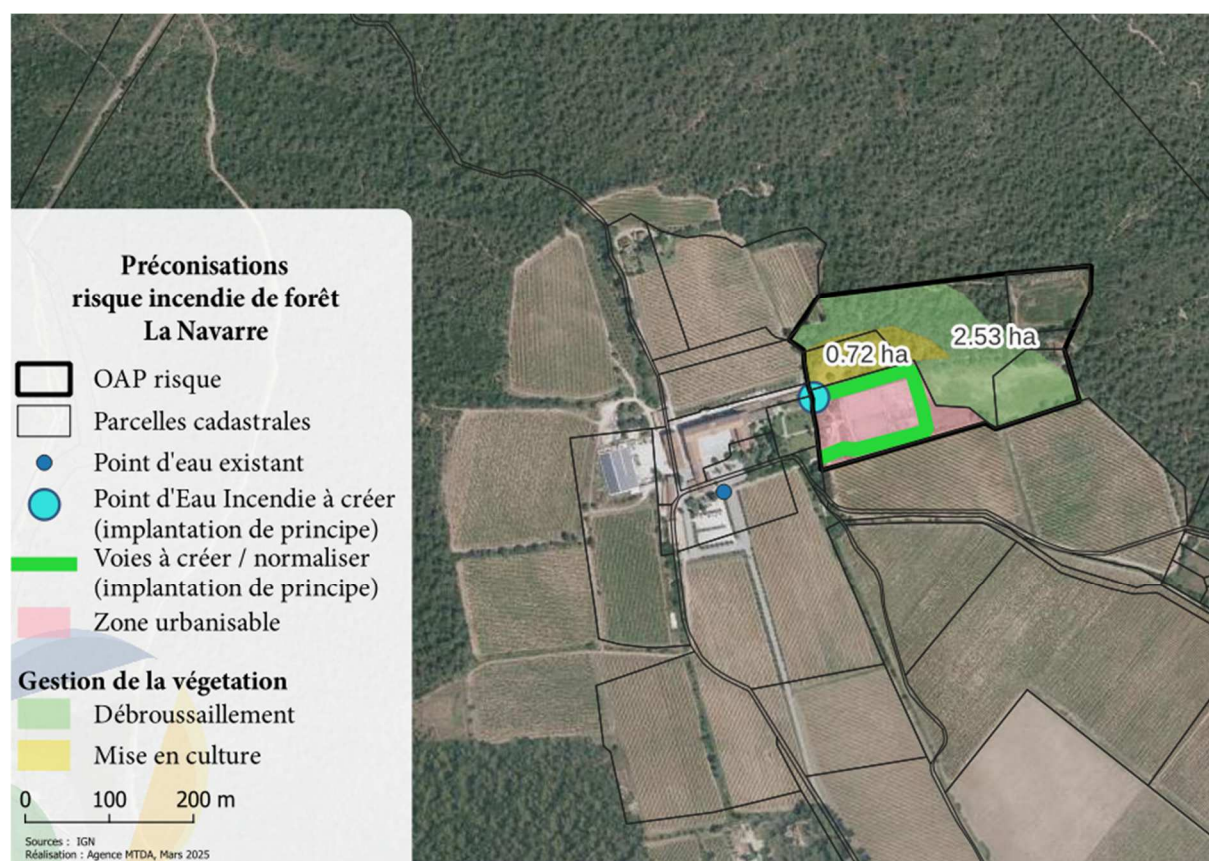 Préconisations
risque incendie de forêt
La Navarre
OAP risque
Parcelles cadastrales
Point d'eau existant
Point d'Eau Incendie à créer
(implantation de principe)
Voies à créer / normaliser
(implantation de principe)
Zone urbanisable
Gestion de la végetation
Débroussaillement
Mise en culture
0 100 200 m
Sources : IGN
Réalisation : Agence MTDA, Mars 2025
2.53 ha
0.72 ha